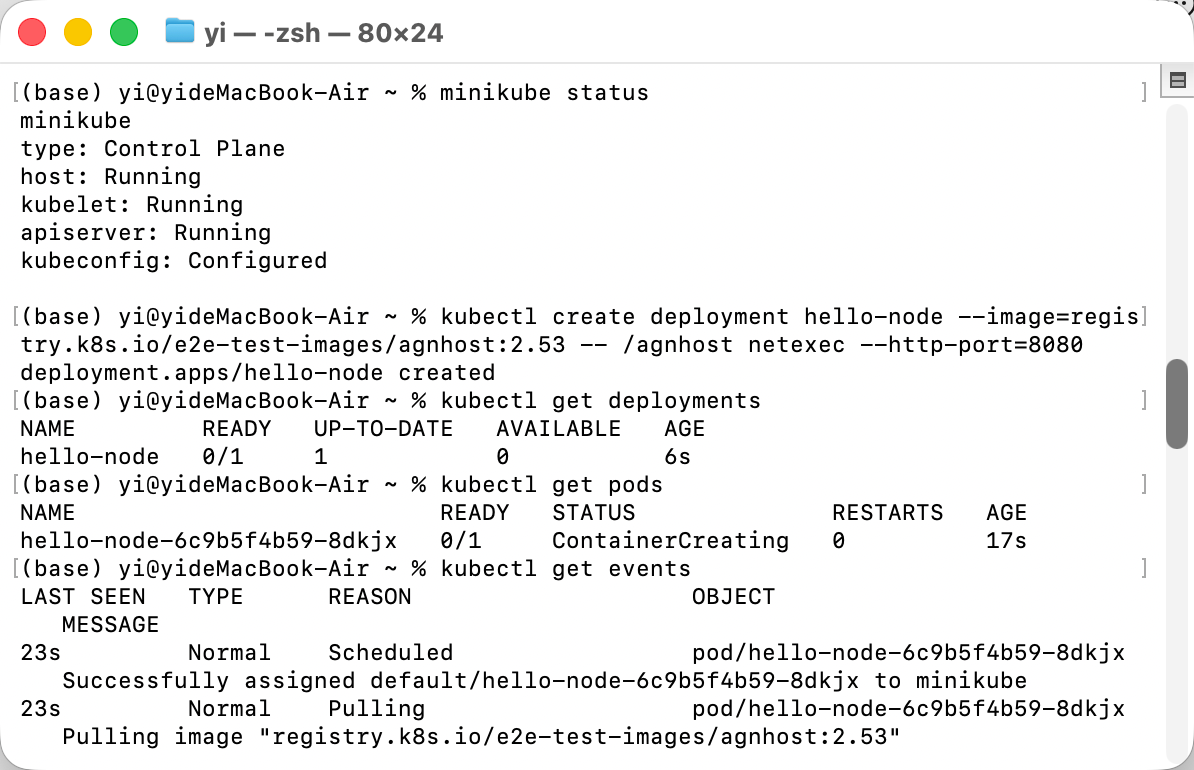 yi — -zsh — 80×24
[(base) yi@yideMacBook-Air ~ % minikube status ]
minikube
type: Control Plane
host: Running
kubelet: Running
apiserver: Running
kubeconfig: Configured
[(base) yi@yideMacBook-Air ~ % kubectl create deployment hello-node --image=regis]
try.k8s.io/e2e-test-images/agnhost:2.53 -- /agnhost netexec --http-port=8080
deployment.apps/hello-node created
[(base) yi@yideMacBook-Air ~ % kubectl get deployments ]
NAME READY UP-TO-DATE AVAILABLE AGE
hello-node 0/1 1 0 6s
[(base) yi@yideMacBook-Air ~ % kubectl get pods ]
NAME READY STATUS RESTARTS AGE
hello-node-6c9b5f4b59-8dkjx 0/1 ContainerCreating 0 17s
[(base) yi@yideMacBook-Air ~ % kubectl get events ]
LAST SEEN TYPE REASON OBJECT
MESSAGE
23s Normal Scheduled pod/hello-node-6c9b5f4b59-8dkjx
Successfully assigned default/hello-node-6c9b5f4b59-8dkjx to minikube
23s Normal Pulling pod/hello-node-6c9b5f4b59-8dkjx
Pulling image "registry.k8s.io/e2e-test-images/agnhost:2.53"